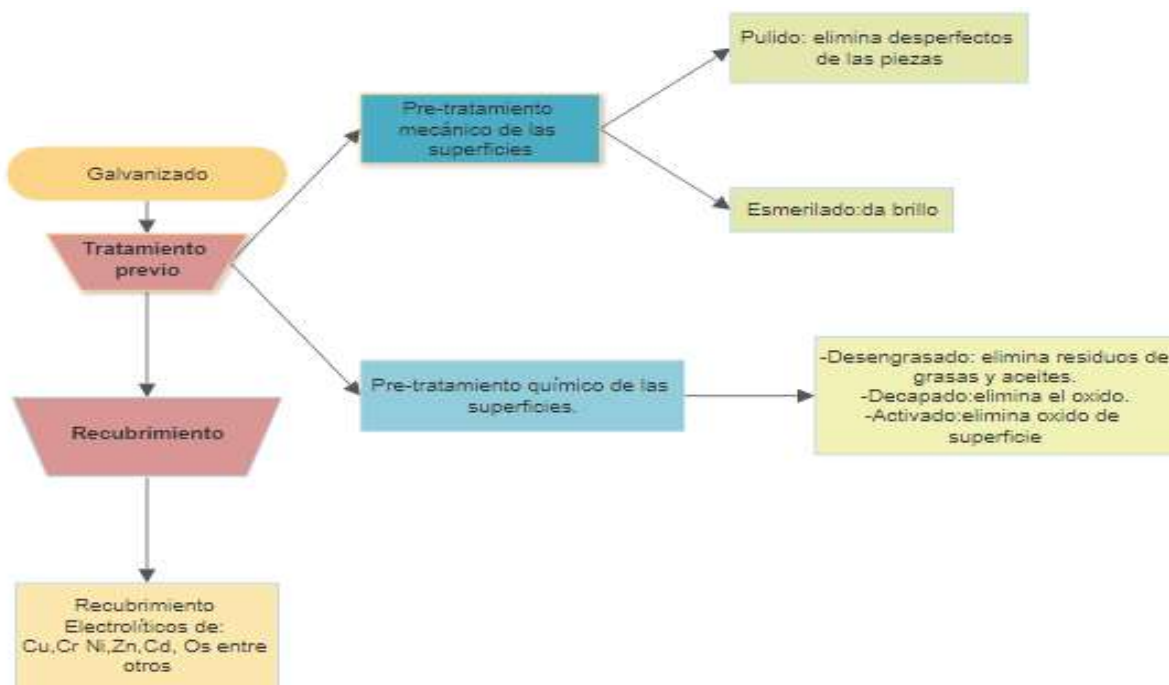 Pulido: elimina desperfectos
de las piezas
Pre-tratamiento
mecánico de las
superficies
Galvanizado
Esmerilado:da brillo
Tratamiento
previo
-Desengrasado: elimina residuos de
grasas y aceites.
-Decapado:elimina el oxido.
-Activado:elimina oxido de
superficie
Pre-tratamiento químico de las
superficies.
Recubrimiento
Recubrimiento
Electrolíticos de:
Cu,Cr Ni,Zn,Cd, Os entre
otros